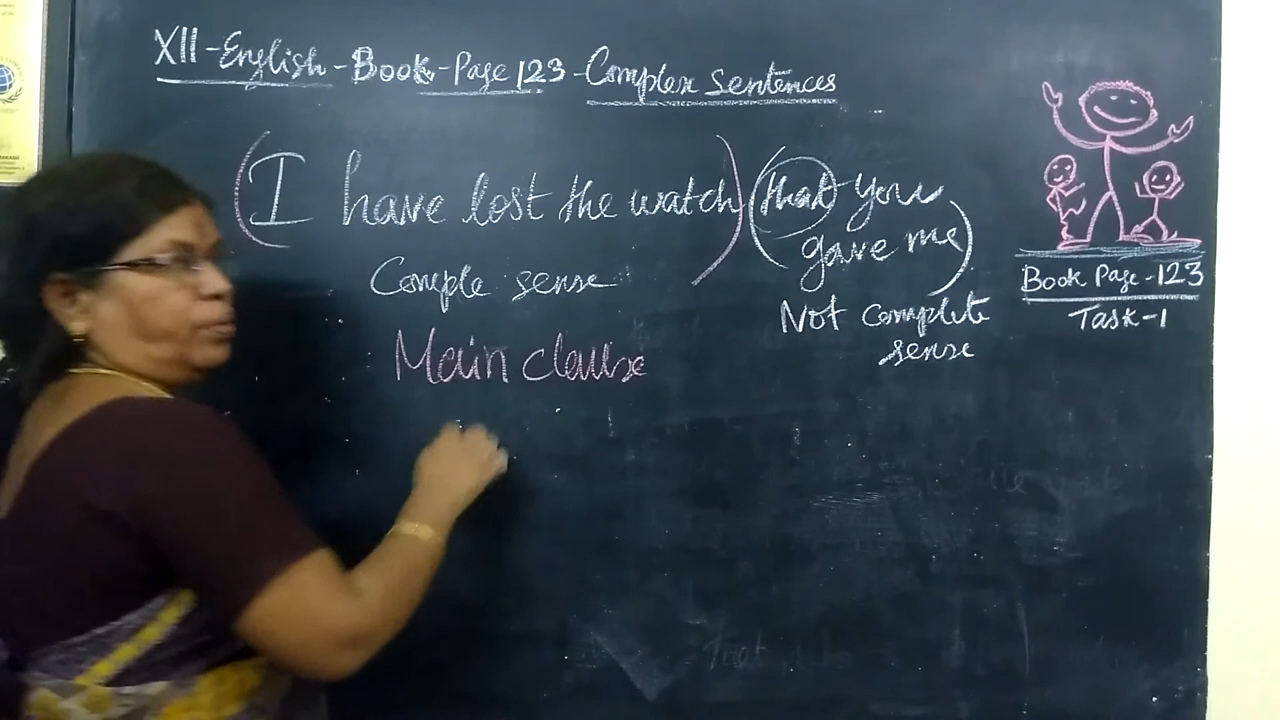 XII-English-Book-Page 123-Complex sentences
(I have lost the watch) (that you
gave me)
Comple sense
Not complete
sense
Main clause
Book Page-123
Task-1